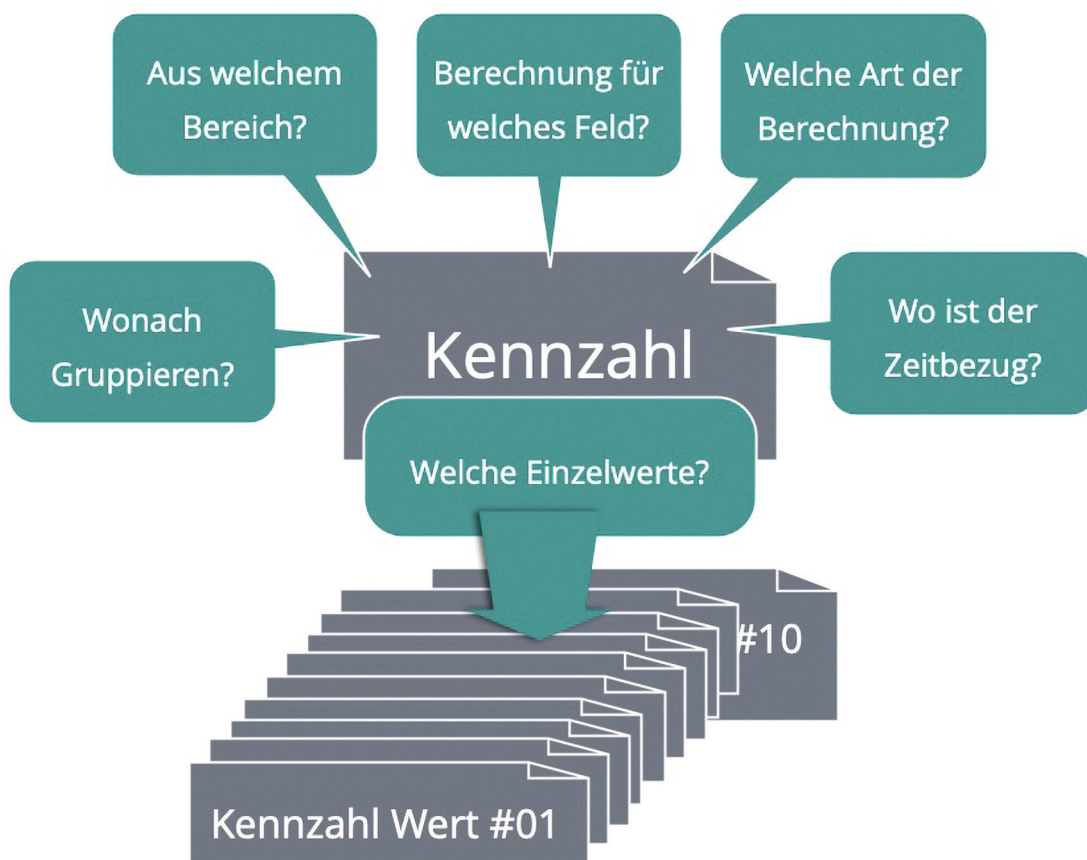 Aus welchem
Bereich?
Berechnung für
welches Feld?
Welche Art der
Berechnung?
Wonach
Gruppieren?
Kennzahl
Wo ist der
Zeitbezug?
Welche Einzelwerte?
#10
Kennzahl Wert #01